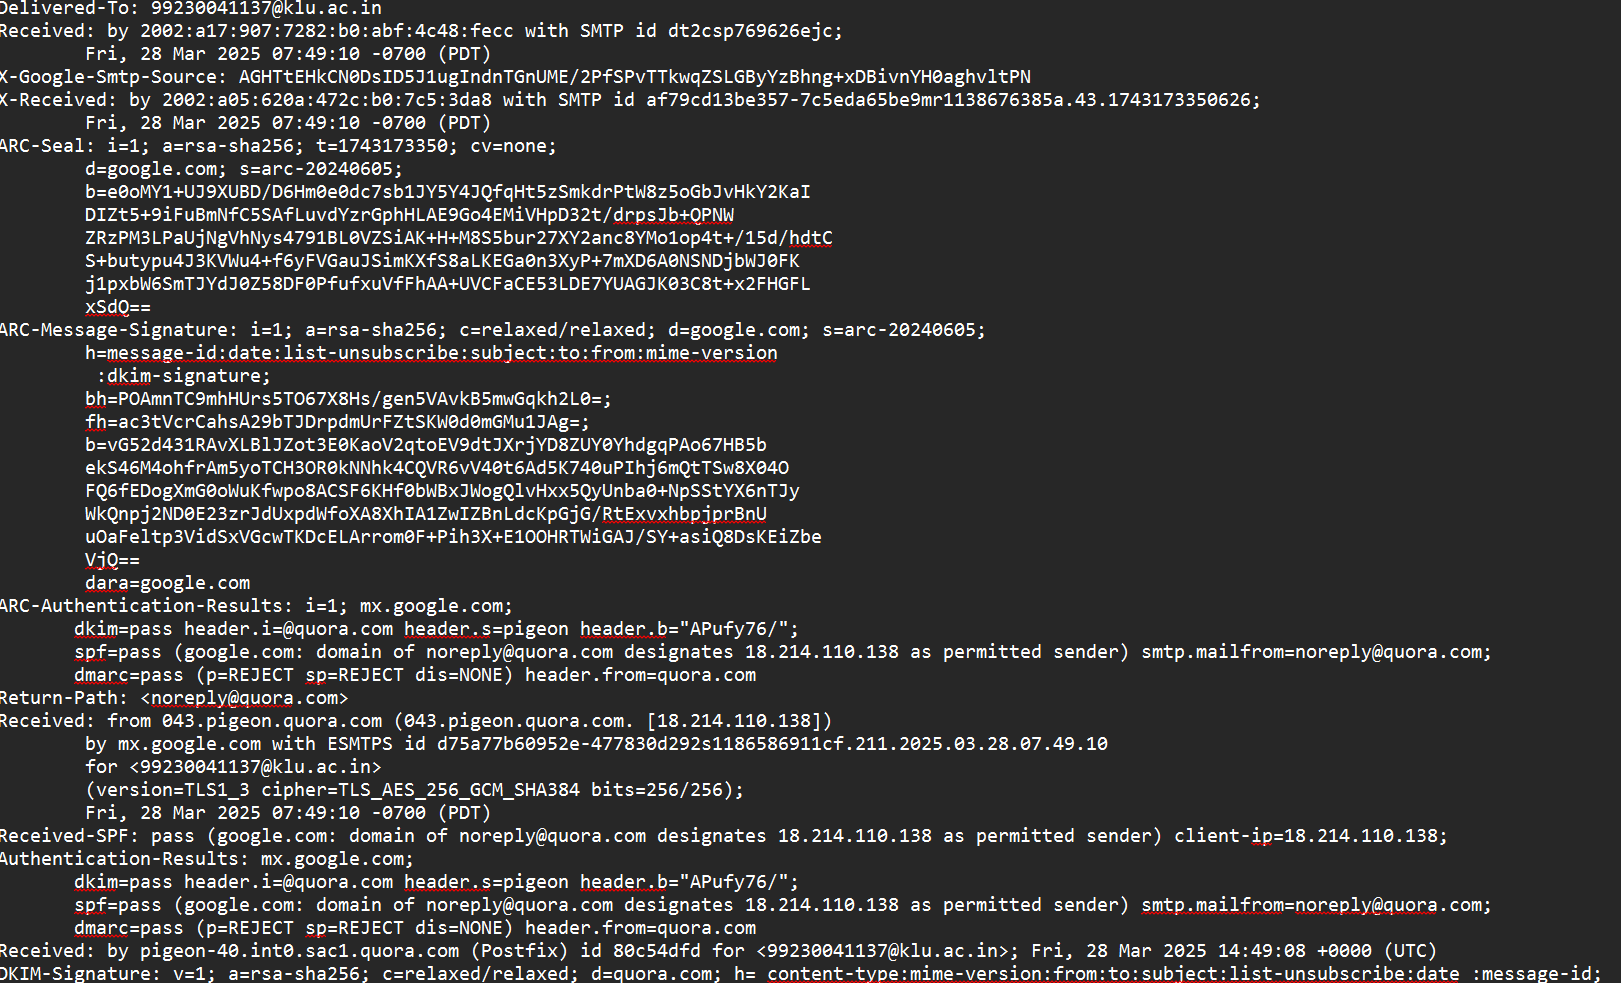 Delivered-To: 99230041137@klu.ac.in
Received: by 2002:a17:907:7282:b0:abf:4c48:fecc with SMTP id dt2csp769626ejc;
Fri, 28 Mar 2025 07:49:10 -0700 (PDT)
X-Google-Smtp-Source: AGHTtEHkCN0DsID5J1ugIndnTGnUME/2PfSPvTTkwqZSLGByYzBhng+xDBivnYH0aghvltPN
X-Received: by 2002:a05:620a:472c:b0:7c5:3da8 with SMTP id af79cd13be357-7c5eda65be9mr1138676385a.43.1743173350626;
Fri, 28 Mar 2025 07:49:10 -0700 (PDT)
ARC-Seal: i=1; a=rsa-sha256; t=1743173350; cv=none;
d=google.com; s=arc-20240605;
b=e0oMY1+UJ9XUBD/D6Hm0e0dc7sb1JY5Y4JQfqHt5zSmkdrPtW8z5oGbJvHkY2KaI
DIZt5+9iFuBmNfC5SAfLuvdYzrGphHLAE9Go4EMiVHpD32t/drpsJb+QPNW
ZRzPM3LPaUjNgVhNys4791BL0VZSiAK+H+M8S5bur27XY2anc8YMo1op4t+/15d/hdtC
S+butypu4J3KVWu4+f6yFVGauJSimKXfS8aLKEGa0n3XyP+7mXD6A0NSNDjbWJ0FK
j1pxbW6SmTJYdJ0Z58DF0PfufxuVfFhAA+UVCFaCE53LDE7YUAGJK03C8t+x2FHGFL
xSdQ==
ARC-Message-Signature: i=1; a=rsa-sha256; c=relaxed/relaxed; d=google.com; s=arc-20240605;
h=message-id:date:list-unsubscribe:subject:to:from:mime-version
:dkim-signature;
bh=POAmnTC9mhHUrs5TO67X8Hs/gen5VAvkB5mwGqkh2L0=;
fh=ac3tVcrCahsA29bTJDrpdmUrFZtSKW0d0mGMu1JAg=;
b=vG52d431RAvXLBlJZot3E0KaoV2qtoEV9dtJXrjYD8ZUY0YhdgqPAo67HB5b
ekS46M4ohfrAm5yoTCH3OR0kNNhk4CQVR6vV40t6Ad5K740uPIhj6mQtTSw8X04O
FQ6fEDogXmG0oWuKfwpo8ACSF6KHf0bWBxJWogQlvHxx5QyUnba0+NpSStYX6nTJy
WkQnpj2ND0E23zrJdUxpdWfoXA8XhIA1ZwIZBnLdcKpGjG/RtExvxhbpjprBnU
uOaFeltp3VidSxVGcwTKDcELArrom0F+Pih3X+E1OOHRTWiGAJ/SY+asiQ8DsKEiZbe
VjQ==
dara=google.com
ARC-Authentication-Results: i=1; mx.google.com;
dkim=pass header.i=@quora.com header.s=pigeon header.b="APufy76/";
spf=pass (google.com: domain of noreply@quora.com designates 18.214.110.138 as permitted sender) smtp.mailfrom=noreply@quora.com;
dmarc=pass (p=REJECT sp=REJECT dis=NONE) header.from=quora.com
Return-Path: <noreply@quora.com>
Received: from 043.pigeon.quora.com (043.pigeon.quora.com. [18.214.110.138])
by mx.google.com with ESMTPS id d75a77b60952e-477830d292s1186586911cf.211.2025.03.28.07.49.10
for <99230041137@klu.ac.in>
(version=TLS1_3 cipher=TLS_AES_256_GCM_SHA384 bits=256/256);
Fri, 28 Mar 2025 07:49:10 -0700 (PDT)
Received-SPF: pass (google.com: domain of noreply@quora.com designates 18.214.110.138 as permitted sender) client-ip=18.214.110.138;
Authentication-Results: mx.google.com;
dkim=pass header.i=@quora.com header.s=pigeon header.b="APufy76/";
spf=pass (google.com: domain of noreply@quora.com designates 18.214.110.138 as permitted sender) smtp.mailfrom=noreply@quora.com;
dmarc=pass (p=REJECT sp=REJECT dis=NONE) header.from=quora.com
Received: by pigeon-40.int0.sac1.quora.com (Postfix) id 80c54dfd for <99230041137@klu.ac.in>; Fri, 28 Mar 2025 14:49:08 +0000 (UTC)
DKIM-Signature: v=1; a=rsa-sha256; c=relaxed/relaxed; d=quora.com; h= content-type:mime-version:from:to:subject:list-unsubscribe:date :message-id;